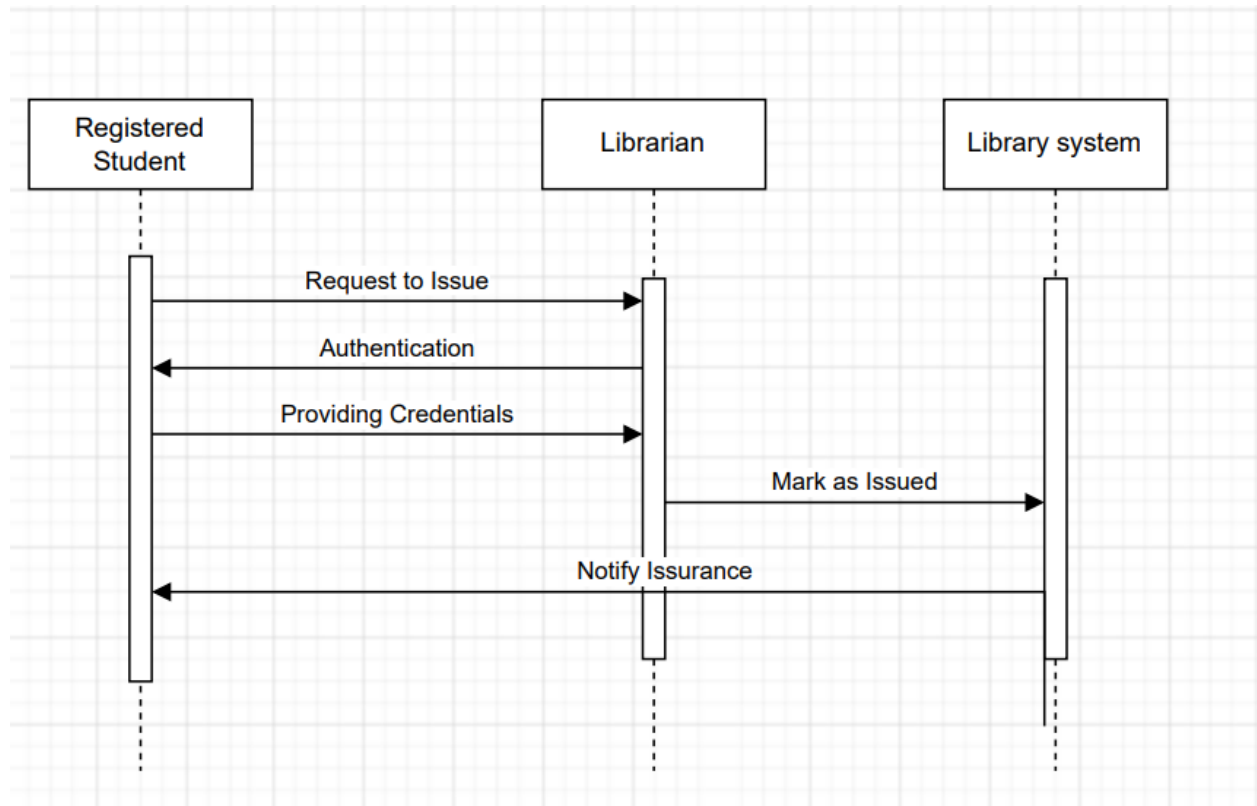 Registered
Student
Librarian
Library system
Request to Issue
Authentication
Providing Credentials
Mark as Issued
Notify Issurance